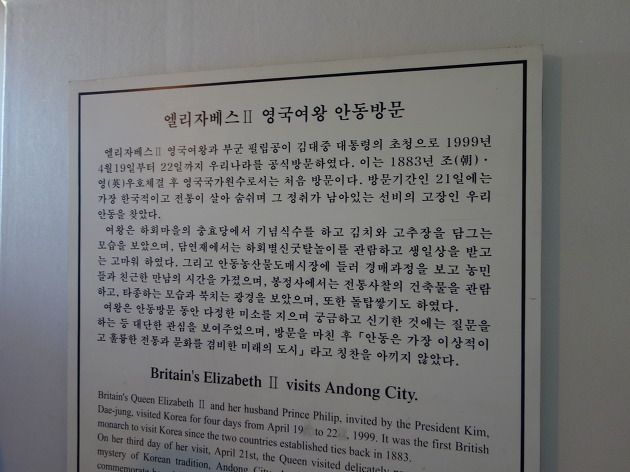 엘리자베스Ⅱ 영국여왕 안동방문
엘리자베스Ⅱ 영국여왕과 부군 필립공이 김대중 대통령의 초청으로 1999년
4월19일부터 22일까지 우리나라를 공식방문하였다. 이는 1883년 조(朝)·
영(英)우호체결 후 영국국가원수로서는 처음 방문이다. 방문기간인 21일에는
가장 한국적이고 전통이 살아 숨쉬며 그 정취가 남아있는 선비의 고장인 우리
안동을 찾았다.
여왕은 하회마을의 충효당에서 기념식수를 하고 김치와 고추장을 담그는
모습을 보았으며, 담연재에서는 하회별신굿탈놀이를 관람하고 생일상을 받고
는 고마워 하였다. 그리고 안동농산물도매시장에 들러 경매과정을 보고 농민
들과 친근한 만남의 시간을 가졌으며, 봉정사에서는 전통사찰의 건축물을 관람
하고, 타종하는 모습과 북치는 광경을 보았으며, 또한 돌탑쌓기도 하였다.
여왕은 안동방문 동안 다정한 미소를 지으며 궁금하고 신기한 것에는 질문을
하는 등 대단한 관심을 보여주었으며, 방문을 마친 후 「안동은 가장 이상적이
고 훌륭한 전통과 문화를 겸비한 미래의 도시」라고 칭찬을 아끼지 않았다.
Britain's Elizabeth Ⅱ visits Andong City.
Britain's Queen Elizabeth Ⅱ and her husband Prince Philip, invited by the President Kim,
Dae-jung, visited Korea for four days from April 19 to 22, 1999. It was the first British
monarch to visit Korea since the two countries established ties back in 1883.
On her third day of her visit, April 21st, the Queen visited delicately
mystery of Korean tradition, Andong City.
commemorate